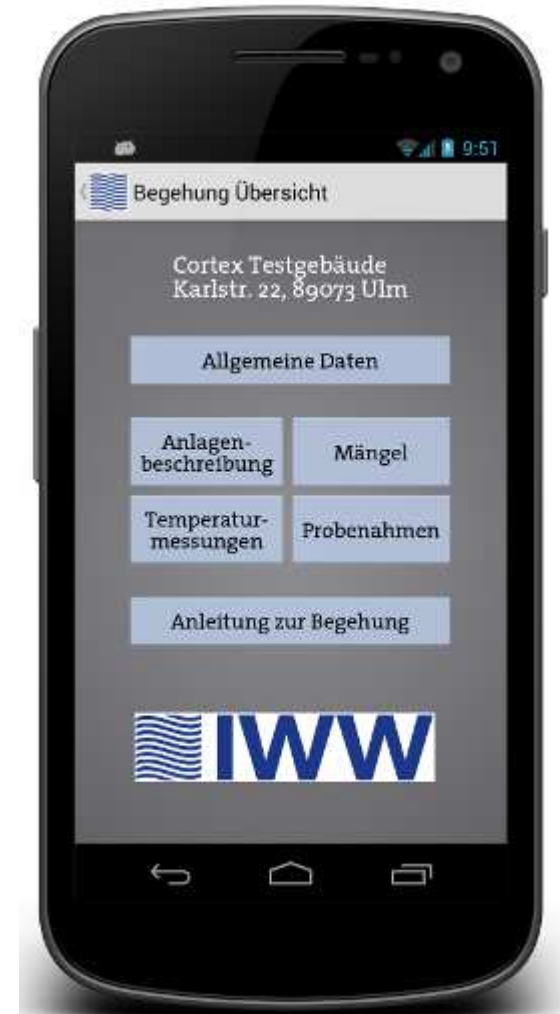 9:51
Begehung Übersicht
Cortex Testgebäude
Karlstr. 22, 89073 Ulm
Allgemeine Daten
Anlagen-
beschreibung
Mängel
Temperatur-
messungen
Probenahmen
Anleitung zur Begehung
IWW